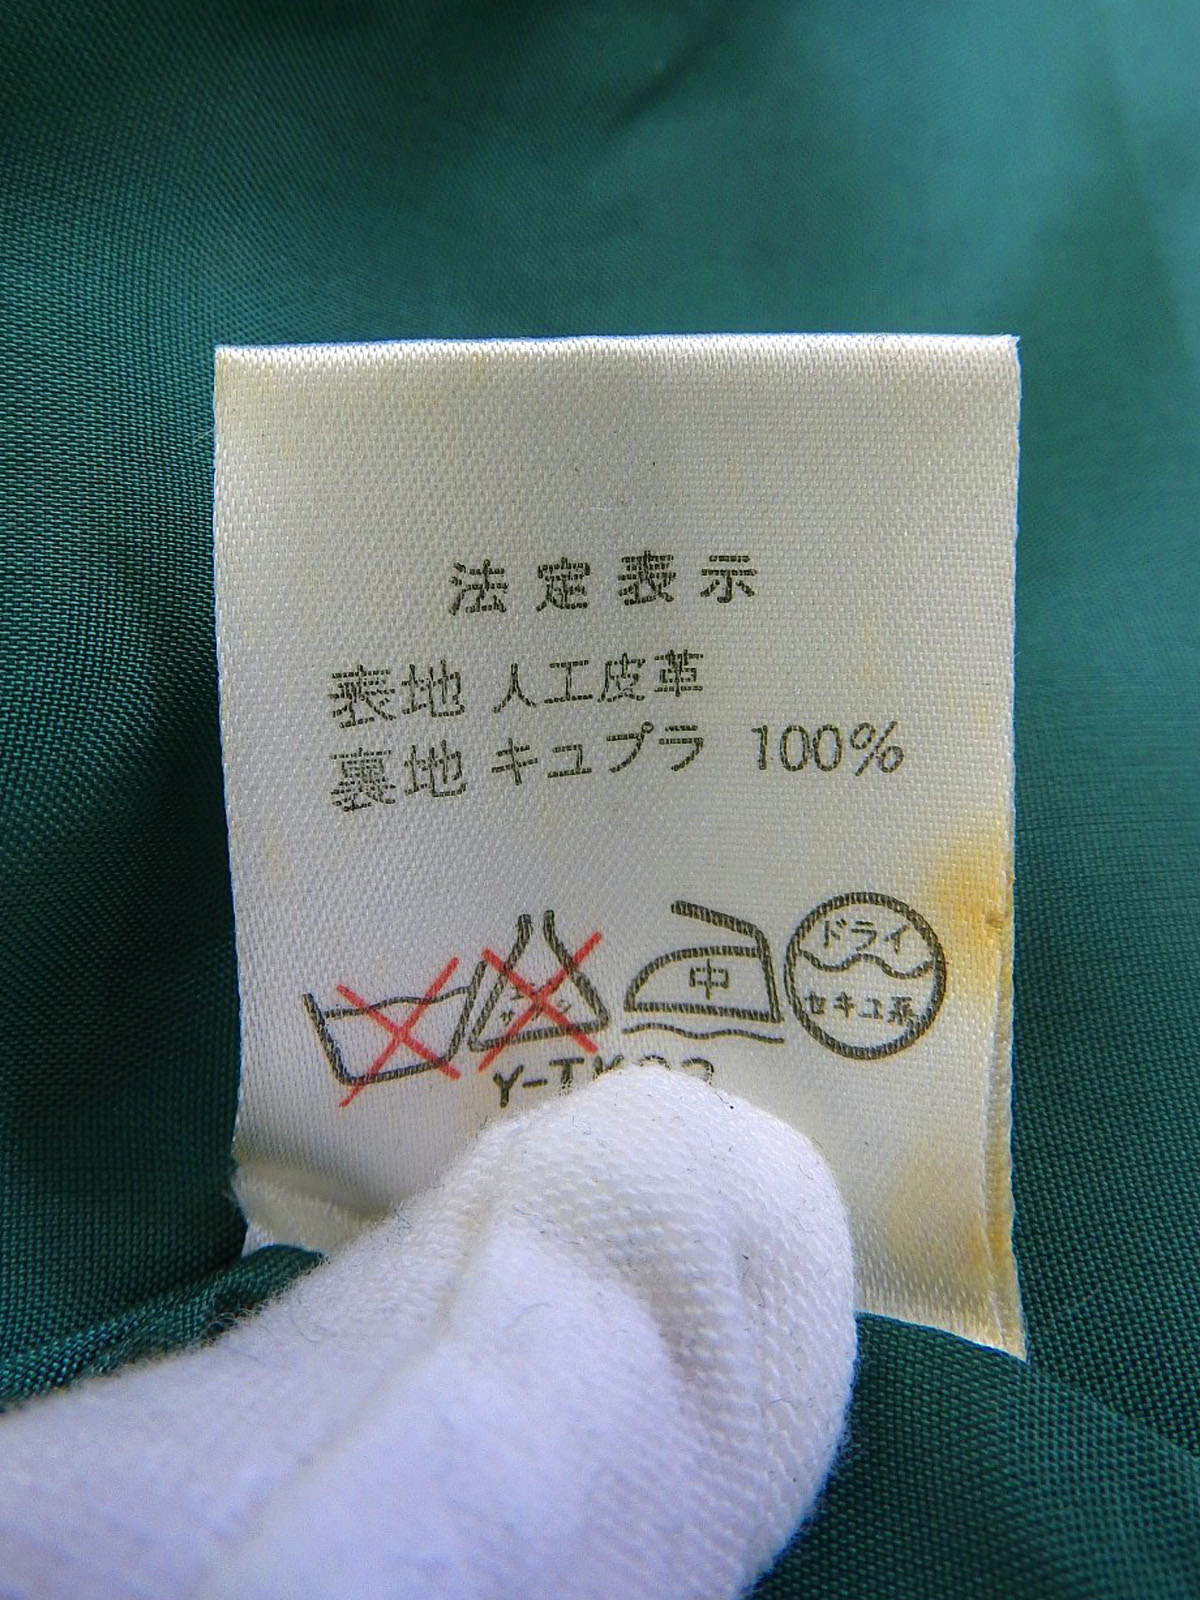 法定表示
表地 人工皮革
裏地 キュプラ 100%
中
ドライ
セキユ系